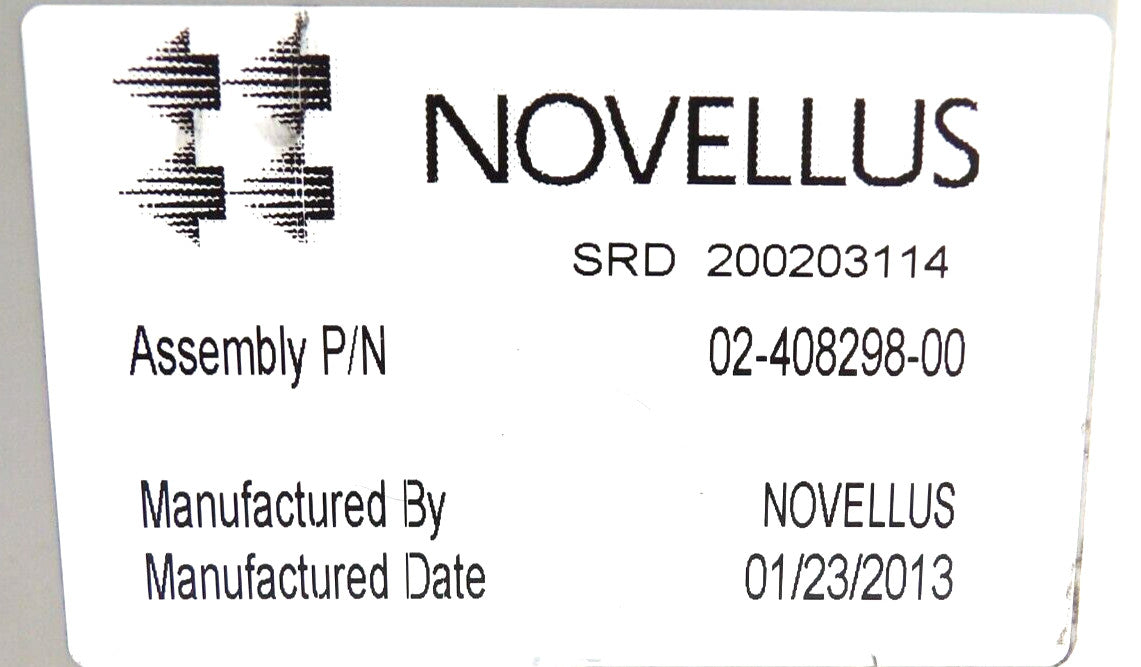 NOVELLUS
SRD 200203114
Assembly P/N 02-408298-00
Manufactured By NOVELLUS
Manufactured Date 01/23/2013